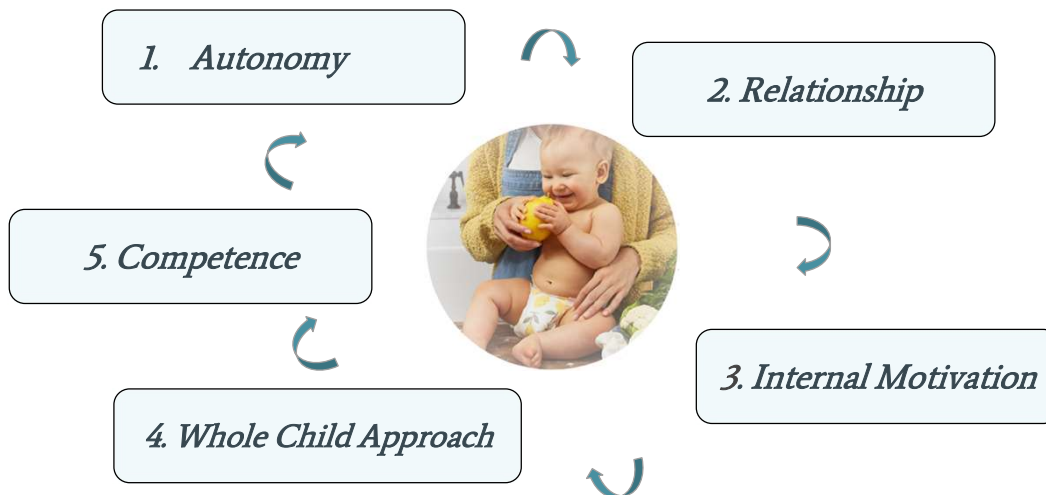 1. Autonomy
2. Relationship
3. Internal Motivation
4. Whole Child Approach
5. Competence